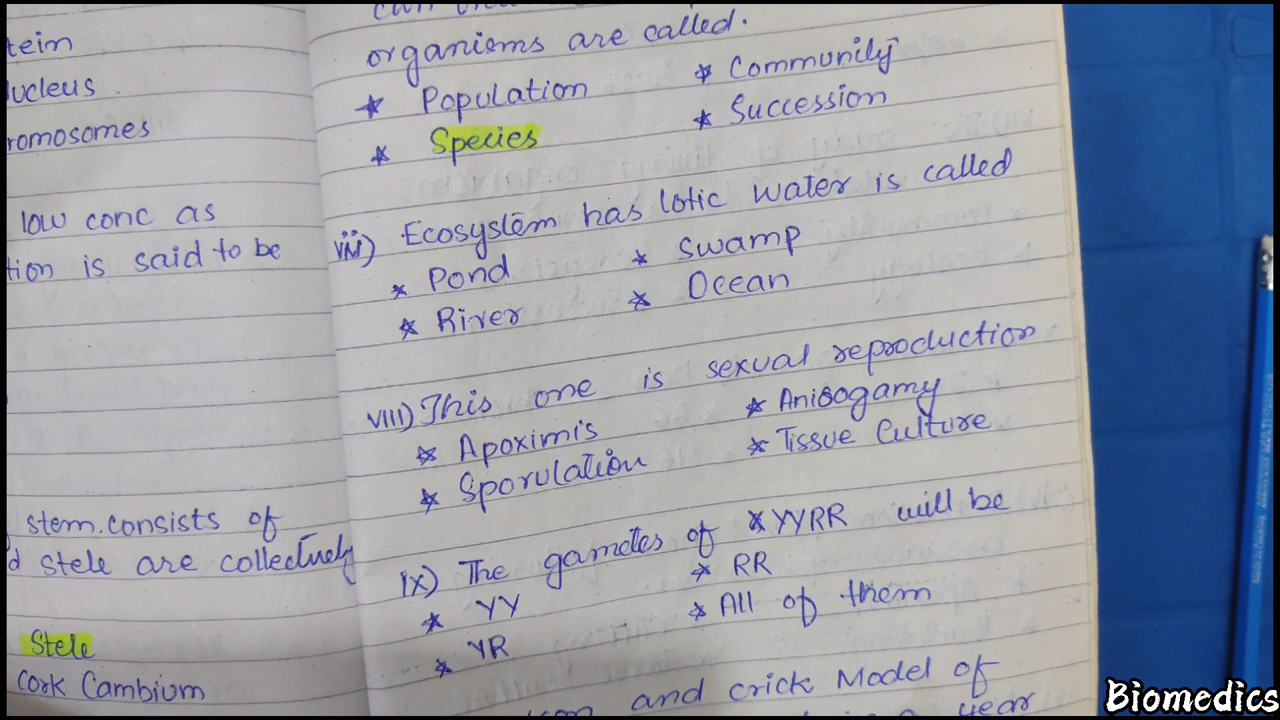 tein
ucleus
romosomes
low conc as
tion is said to be
stem. consists of
d stele are collectively
Stele
Cork Cambium
organisms are called.
* Population * Community
* Species * Succession
vii) Ecosystem has lotic water is called
* Pond * Swamp
* River * Ocean
viii) This one is sexual reproduction
* Apoximis * Anisogamy
* Sporulation * Tissue Culture
ix) The gametes of * YYRR will be
* YY * RR
* YR * All of them
and crick Model of
year
Biomedics